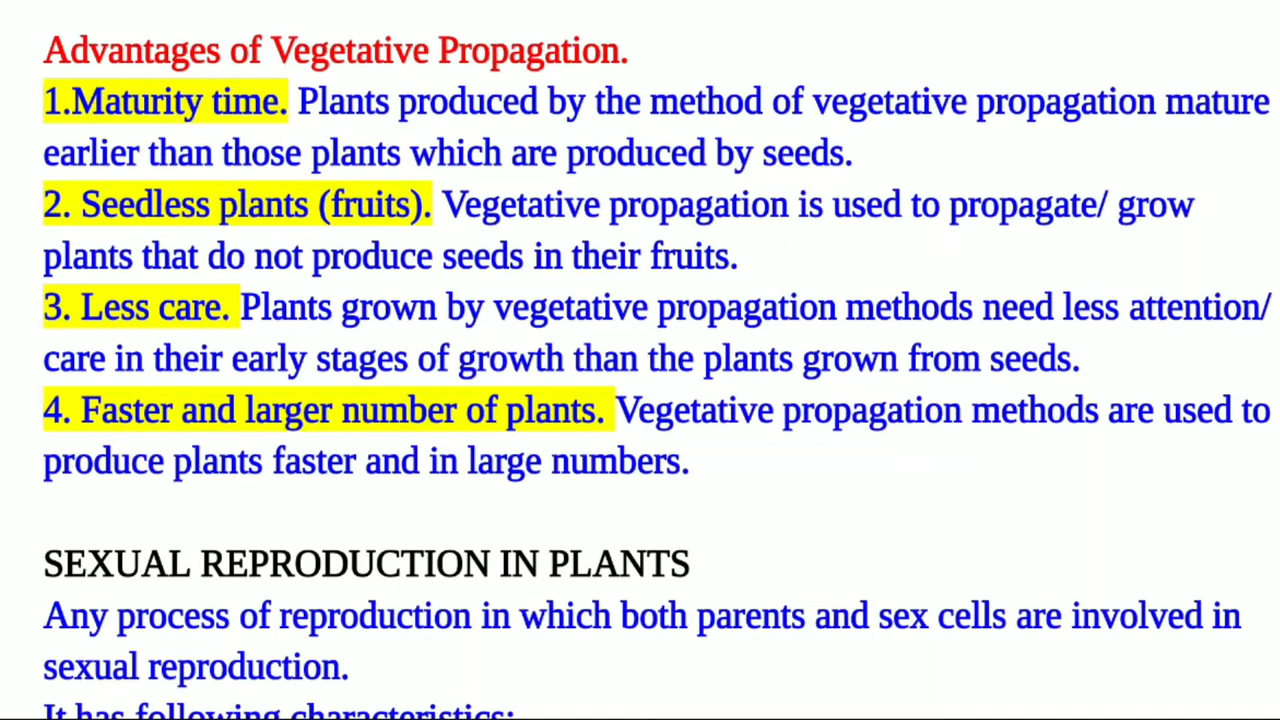 Advantages of Vegetative Propagation.
1.Maturity time. Plants produced by the method of vegetative propagation mature
earlier than those plants which are produced by seeds.
2. Seedless plants (fruits). Vegetative propagation is used to propagate/ grow
plants that do not produce seeds in their fruits.
3. Less care. Plants grown by vegetative propagation methods need less attention/
care in their early stages of growth than the plants grown from seeds.
4. Faster and larger number of plants. Vegetative propagation methods are used to
produce plants faster and in large numbers.
SEXUAL REPRODUCTION IN PLANTS
Any process of reproduction in which both parents and sex cells are involved in
sexual reproduction.
It has following characteristics: